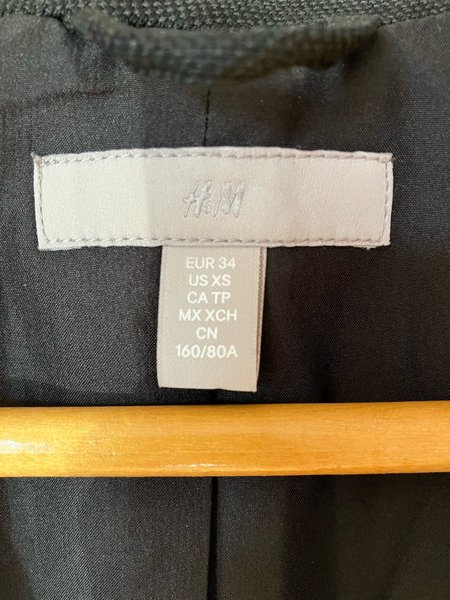 H&M
EUR 34
US XS
CA TP
MX XCH
CN
160/80A